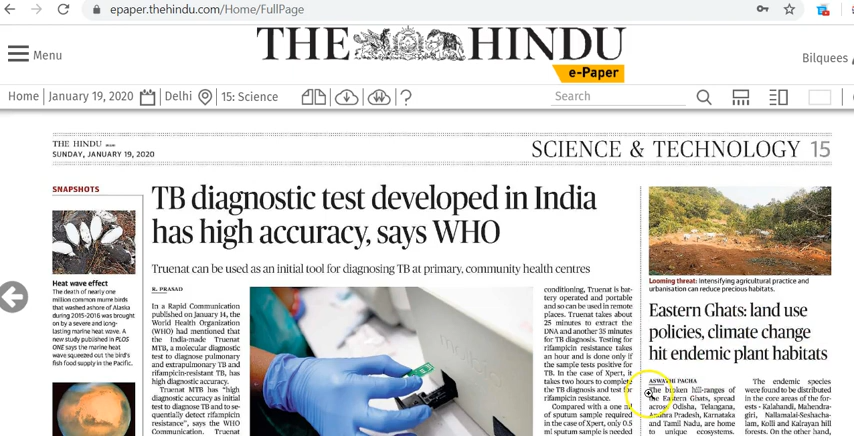 epaper.thehindu.com/Home/FullPage
THE HINDU
e-Paper
Menu
Bilquees
Home | January 19, 2020 | Delhi | 15: Science
?
Search
THE HINDU
SUNDAY, JANUARY 19, 2020
SCIENCE & TECHNOLOGY 15
SNAPSHOTS
Heat wave effect
The death of nearly one
million common murre birds
that washed ashore of Alaska
during 2015-2016 was brought
on by a severe and long-
lasting marine heat wave. A
new study published in PLOS
ONE says the marine heat
wave squeezed out the bird's
fish food supply in the Pacific.
TB diagnostic test developed in India
has high accuracy, says WHO
Truenat can be used as an initial tool for diagnosing TB at primary, community health centres
R. PRASAD
In a Rapid Communication
published on January 14, the
World Health Organization
(WHO) had mentioned that
the India-made Truenat
MTB, a molecular diagnostic
test to diagnose pulmonary
and extrapulmonary TB and
rifampicin-resistant TB, has
high diagnostic accuracy.
Truenat MTB has "high
diagnostic accuracy as initial
test to diagnose TB and to se-
quentially detect rifampicin
resistance", says the WHO
Communication. Truenat
conditioning, Truenat is bat-
tery operated and portable
and so can be used in remote
places. Truenat takes about
25 minutes to extract the
DNA and another 35 minutes
for TB diagnosis. Testing for
rifampicin resistance takes
an hour and is done only if
the sample tests positive for
TB. In the case of Xpert, it
takes two hours to complete
the TB diagnosis and test for
rifampicin resistance.
Compared with a one ml
of sputum sample required
in the case of Xpert, only 0.5
ml sputum sample is needed
Looming threat: Intensifying agricultural practice and
urbanisation can reduce precious habitats.
Eastern Ghats: land use
policies, climate change
hit endemic plant habitats
ASWATHI PACHA
The broken hill-ranges of
the Eastern Ghats, spread
across Odisha, Telangana,
Andhra Pradesh, Karnataka
and Tamil Nadu, are home
to unique ecosystems.
The endemic species
were found to be distributed
in the core areas of the for-
ests - Kalahandi, Mahendra-
giri, Nallamalai-Seshacha-
lam, Kolli and Kalrayan hill
forests. On the other hand,